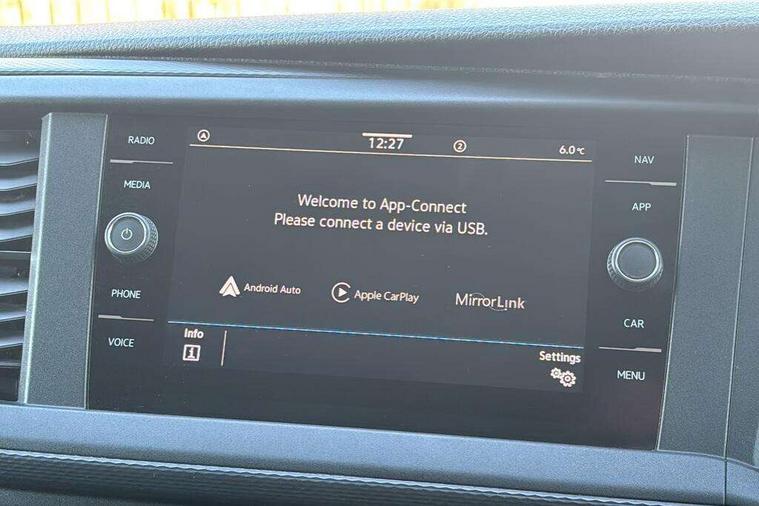 RADIO
MEDIA
PHONE
VOICE
A
12:27
2
6.0 °C
Welcome to App-Connect
Please connect a device via USB.
Android Auto
Apple CarPlay
MirrorLink
Info
i
Settings
NAV
APP
CAR
MENU